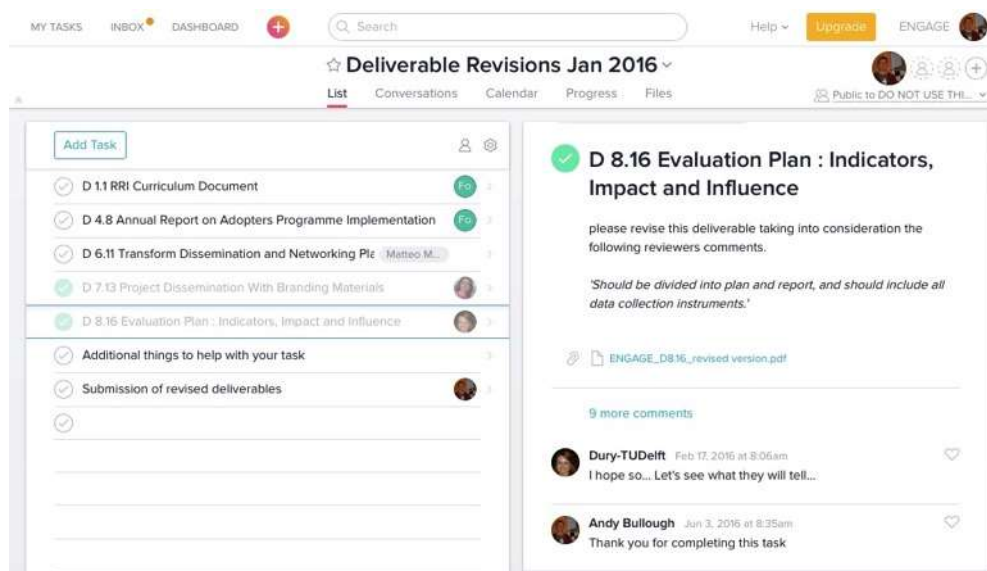 MY TASKS INBOX DASHBOARD Search Help Upgrade ENGAGE
Deliverable Revisions Jan 2016
List Conversations Calendar Progress Files Public to DO NOT USE THI...
Add Task
D 1.1 RRI Curriculum Document Fo
D 4.8 Annual Report on Adopters Programme Implementation Fo
D 6.11 Transform Dissemination and Networking Pla Matteo M...
D 7.13 Project Dissemination With Branding Materials
D 8.16 Evaluation Plan : Indicators, Impact and Influence
Additional things to help with your task
Submission of revised deliverables
D 8.16 Evaluation Plan : Indicators,
Impact and Influence
please revise this deliverable taking into consideration the
following reviewers comments.
'Should be divided into plan and report, and should include all
data collection instruments.'
ENGAGE_D8.16_revised version.pdf
9 more comments
Dury-TUDelft Feb 17, 2016 at 8:06am
I hope so... Let's see what they will tell...
Andy Bullough Jun 3, 2016 at 8:35am
Thank you for completing this task